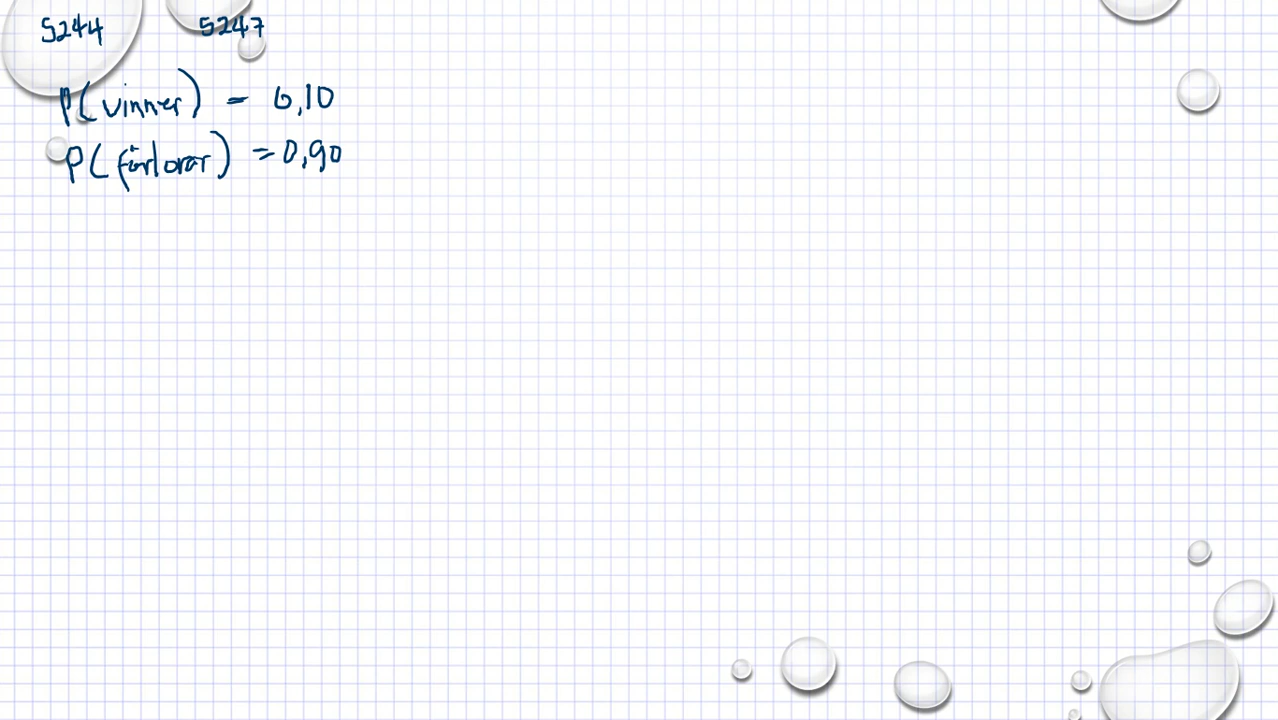 5244 5247
P(vinner) = 0,10
P(förlorar) = 0,90